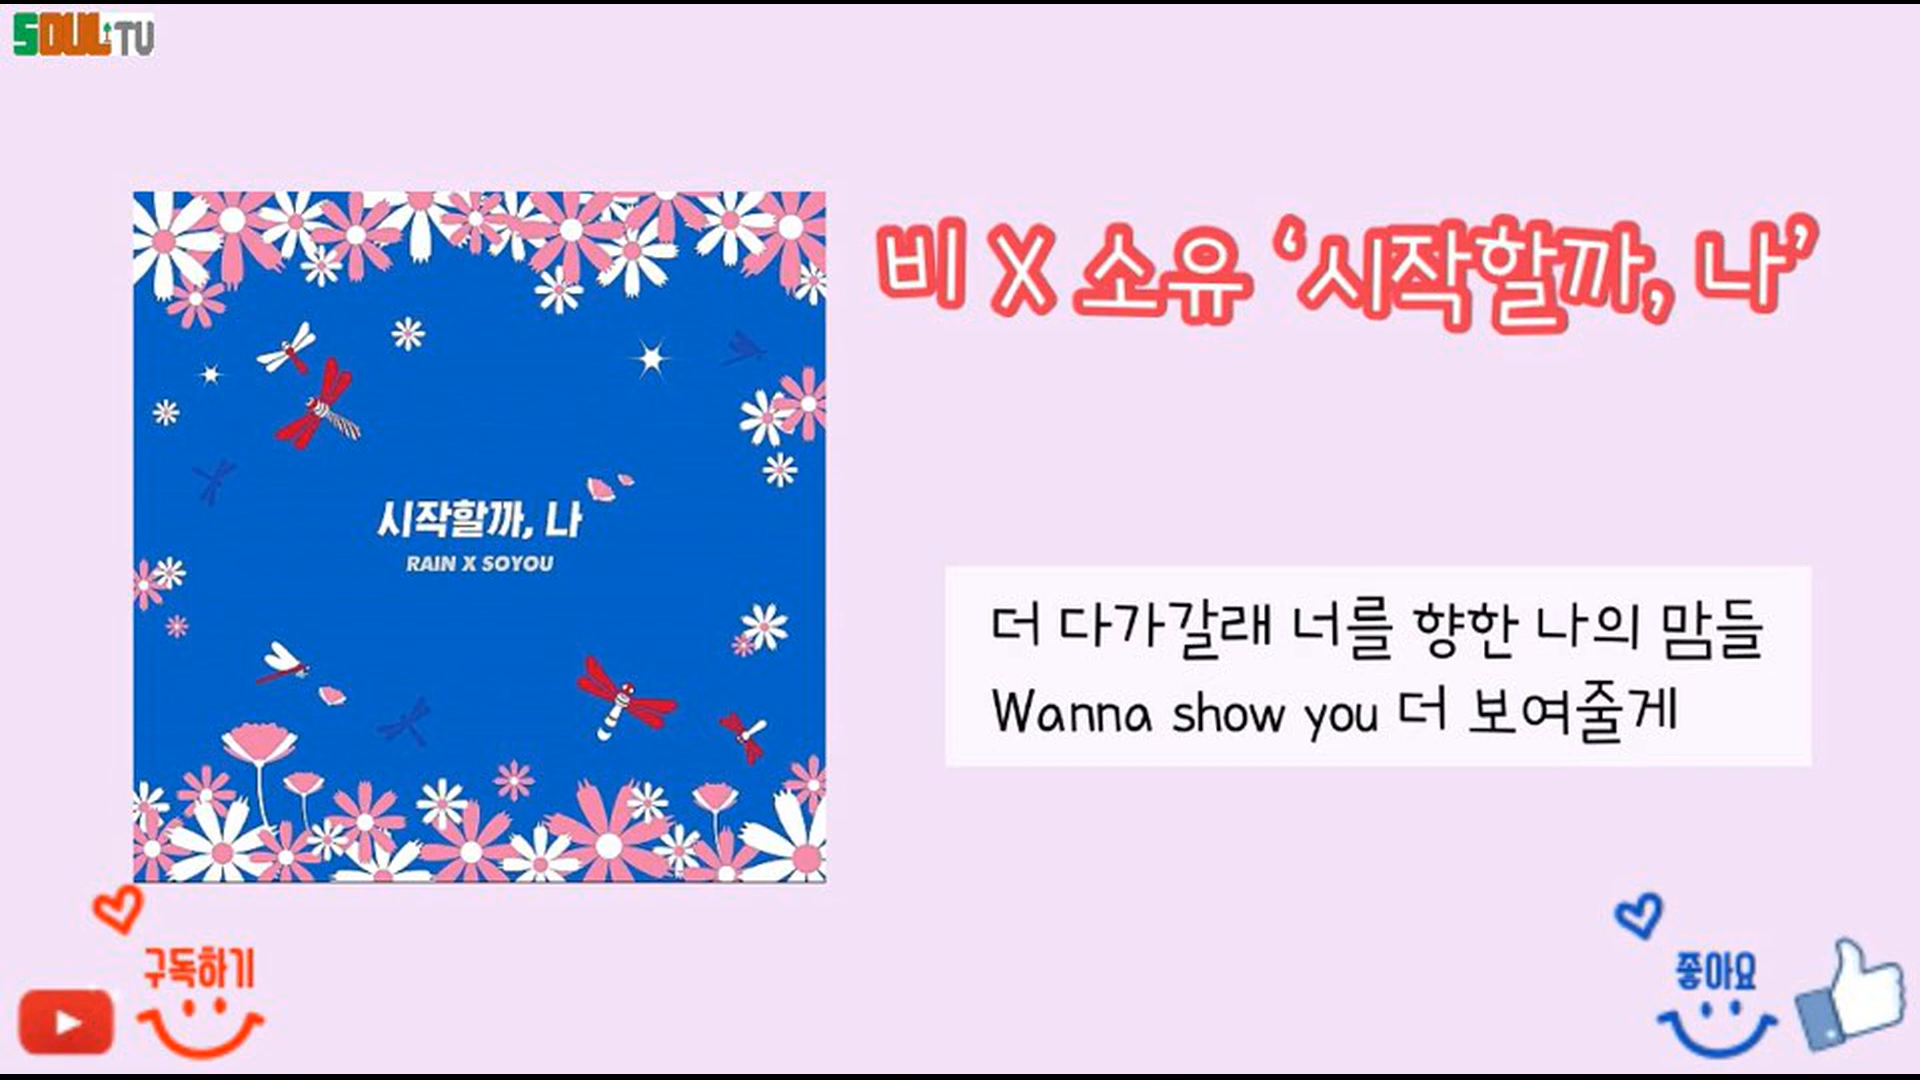 SOUL TV
비 X 소유 '시작할까, 나'
시작할까, 나
RAIN X SOYOU
더 다가갈래 너를 향한 나의 맘들
Wanna show you 더 보여줄게
구독하기
좋아요